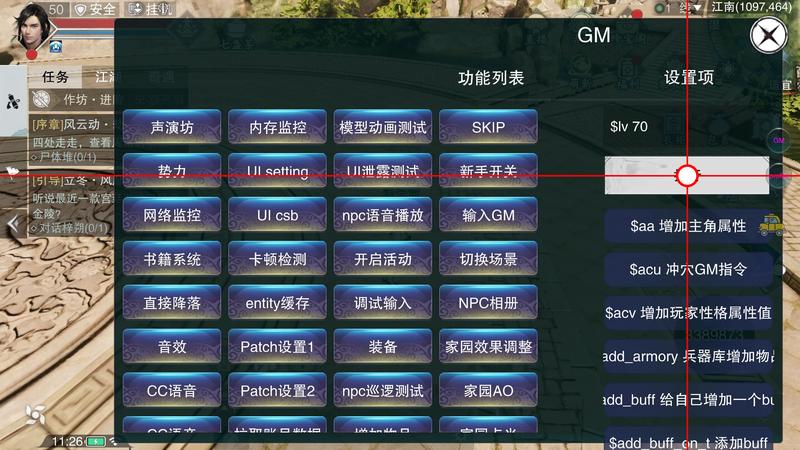 50 安全 挂机
江南(1097,464)
GM
任务
功能列表
设置项
作坊·进
[序章]风云动·
四处走走，查看
尸体堆(0/1)
[引导]立冬·风
听说最近一款宫
金陵?
对话梓朔(0/1)
声演坊
内存监控
模型动画测试
SKIP
$lv 70
势力
UI setting
UI泄露测试
新手开关
网络监控
UI csb
npc语音播放
输入GM
$aa 增加主角属性
书籍系统
卡顿检测
开启活动
切换场景
$acu 冲穴GM指令
直接降落
entity缓存
调试输入
NPC相册
$acv 增加玩家性格属性值
音效
Patch设置1
装备
家园效果调整
add_armory 兵器库增加物品
CC语音
Patch设置2
npc巡逻测试
家园AO
add_buff 给自己增加一个bu
$add_buff_on_t 添加buff
11:26